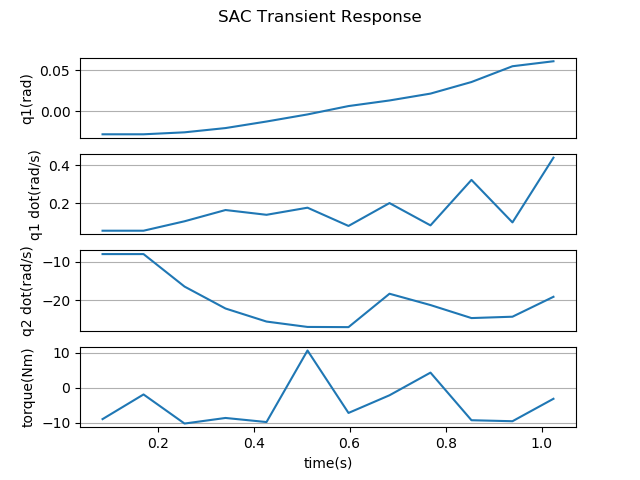 SAC Transient Response
q1(rad)
0.05
0.00
q1 dot(rad/s)
0.4
0.2
q2 dot(rad/s)
−10
−20
torque(Nm)
10
0
−10
0.2 0.4 0.6 0.8 1.0
time(s)